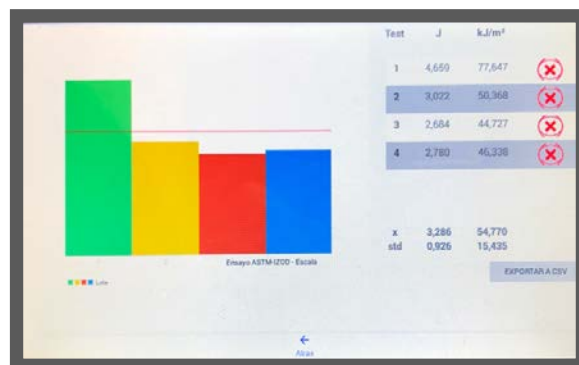 Test J kJ/m²
1 4,659 77,647
2 3,022 50,368
3 2,684 44,727
4 2,780 46,338
x 3,286 54,770
std 0,926 15,435
Ensayo ASTM-IZOD - Escala
Lote
EXPORTAR A CSV
Atrás